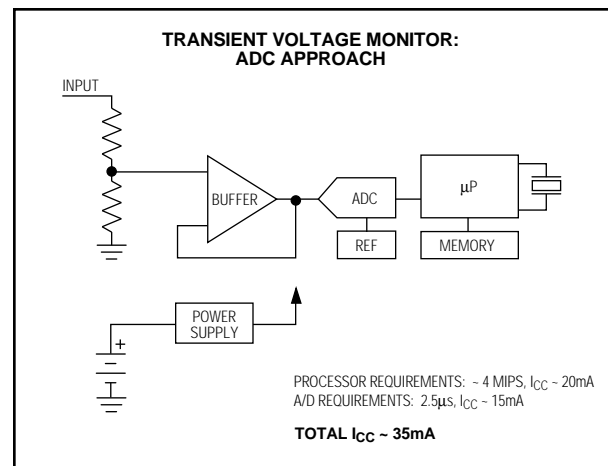 TRANSIENT VOLTAGE MONITOR:
ADC APPROACH
INPUT
BUFFER
ADC
µP
REF
MEMORY
POWER
SUPPLY
+
PROCESSOR REQUIREMENTS: ~ 4 MIPS, ICC ~ 20mA
A/D REQUIREMENTS: 2.5µs, ICC ~ 15mA
TOTAL ICC ~ 35mA